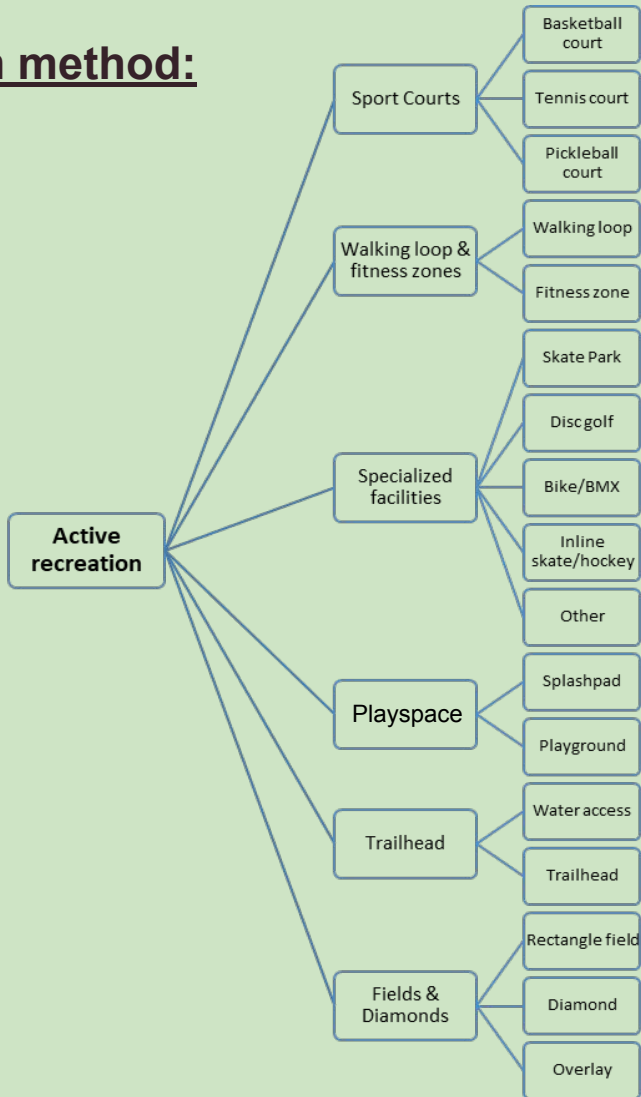 n method:
Active
recreation
Sport Courts
Basketball
court
Tennis court
Pickleball
court
Walking loop &
fitness zones
Walking loop
Fitness zone
Specialized
facilities
Skate Park
Disc golf
Bike/BMX
Inline
skate/hockey
Other
Playspace
Splashpad
Playground
Trailhead
Water access
Trailhead
Fields &
Diamonds
Rectangle field
Diamond
Overlay